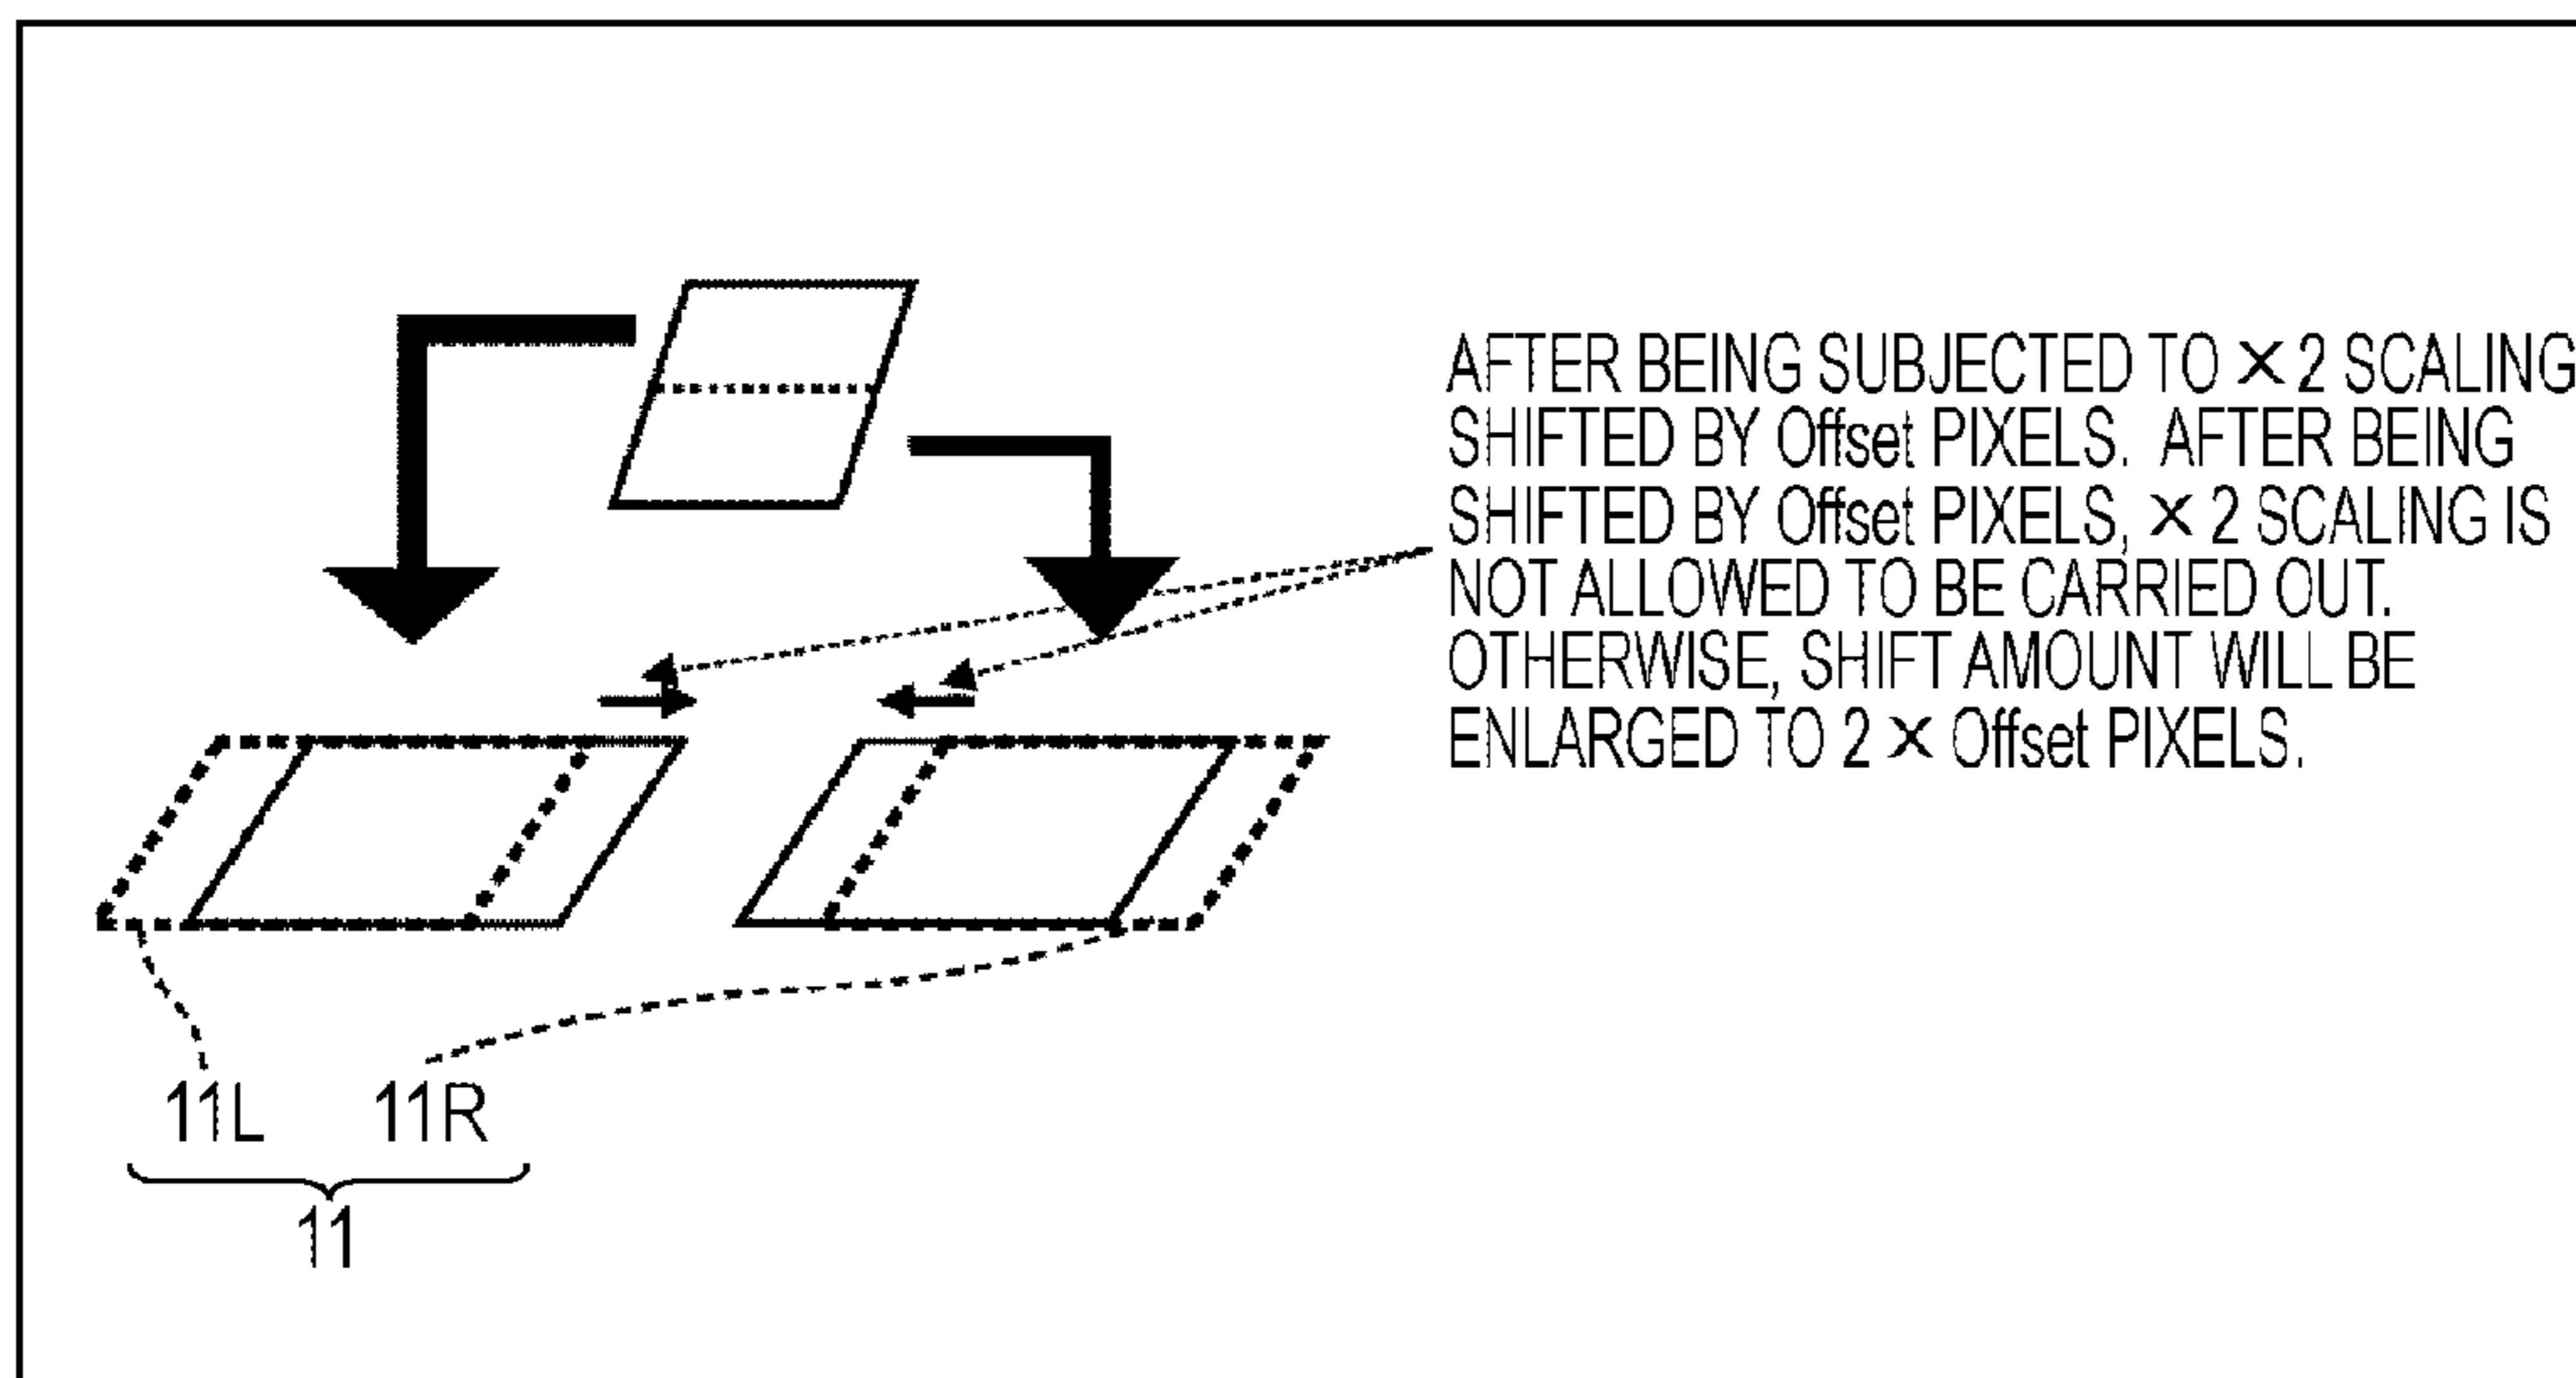 AFTER BEING SUBJECTED TO × 2 SCALING
SHIFTED BY Offset PIXELS. AFTER BEING
SHIFTED BY Offset PIXELS, × 2 SCALING IS
NOT ALLOWED TO BE CARRIED OUT.
OTHERWISE, SHIFT AMOUNT WILL BE
ENLARGED TO 2 × Offset PIXELS.
11L 11R
11